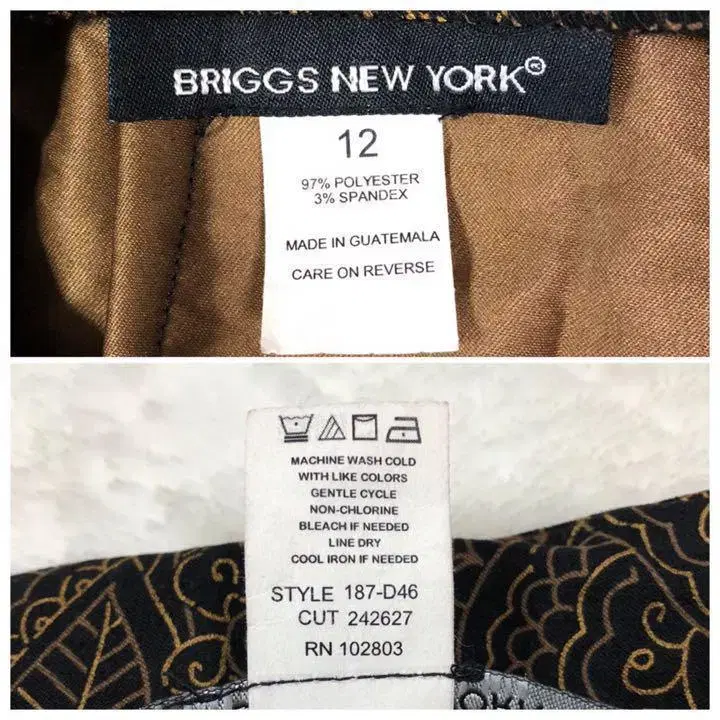 BRIGGS NEW YORK®
12
97% POLYESTER
3% SPANDEX
MADE IN GUATEMALA
CARE ON REVERSE
MACHINE WASH COLD
WITH LIKE COLORS
GENTLE CYCLE
NON-CHLORINE
BLEACH IF NEEDED
LINE DRY
COOL IRON IF NEEDED
STYLE 187-D46
CUT 242627
RN 102803